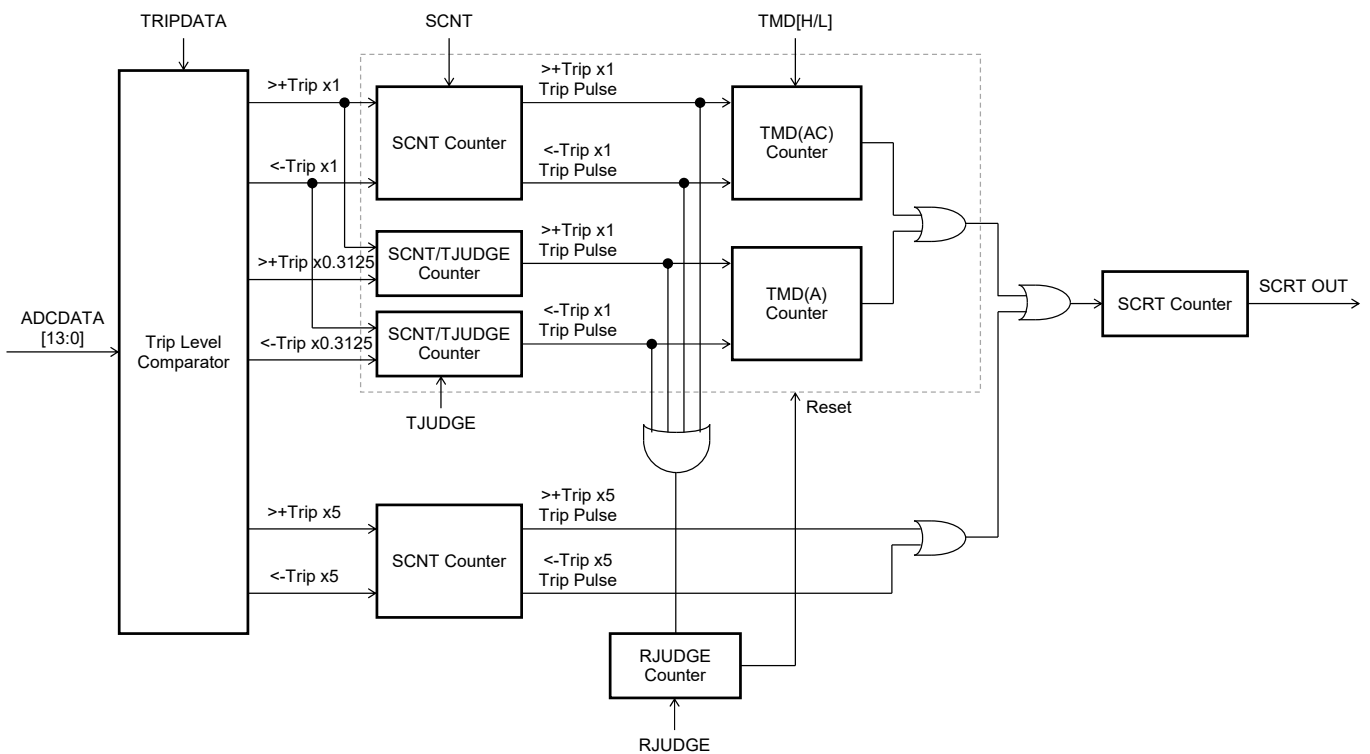 TRIPDATA
SCNT
TMD[H/L]
>+Trip x1
<-Trip x1
>+Trip x0.3125
<-Trip x0.3125
ADCDATA
[13:0]
Trip Level
Comparator
SCNT Counter
>+Trip x1
Trip Pulse
<-Trip x1
Trip Pulse
TMD(AC)
Counter
SCNT/TJUDGE
Counter
>+Trip x1
Trip Pulse
SCNT/TJUDGE
Counter
<-Trip x1
Trip Pulse
TMD(A)
Counter
SCRT Counter
SCRT OUT
TJUDGE
Reset
>+Trip x5
<-Trip x5
SCNT Counter
>+Trip x5
Trip Pulse
<-Trip x5
Trip Pulse
RJUDGE
Counter
RJUDGE